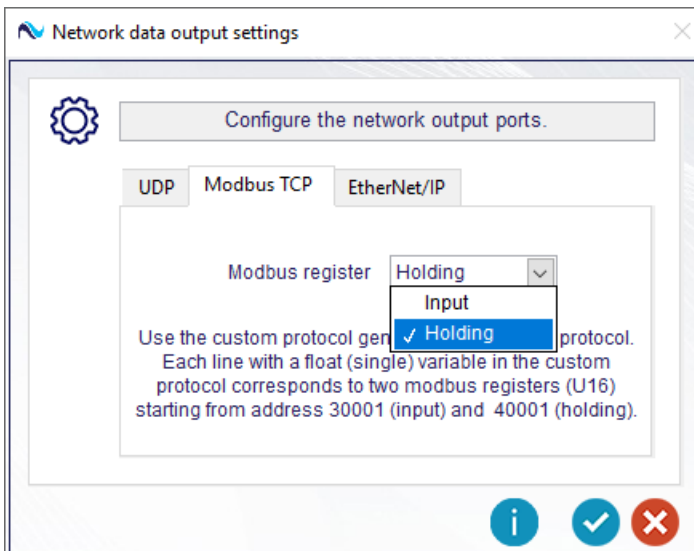 Network data output settings
Configure the network output ports.
UDP
Modbus TCP
EtherNet/IP
Modbus register
Holding
Input
✓ Holding
Use the custom protocol gen protocol.
Each line with a float (single) variable in the custom
protocol corresponds to two modbus registers (U16)
starting from address 30001 (input) and 40001 (holding).